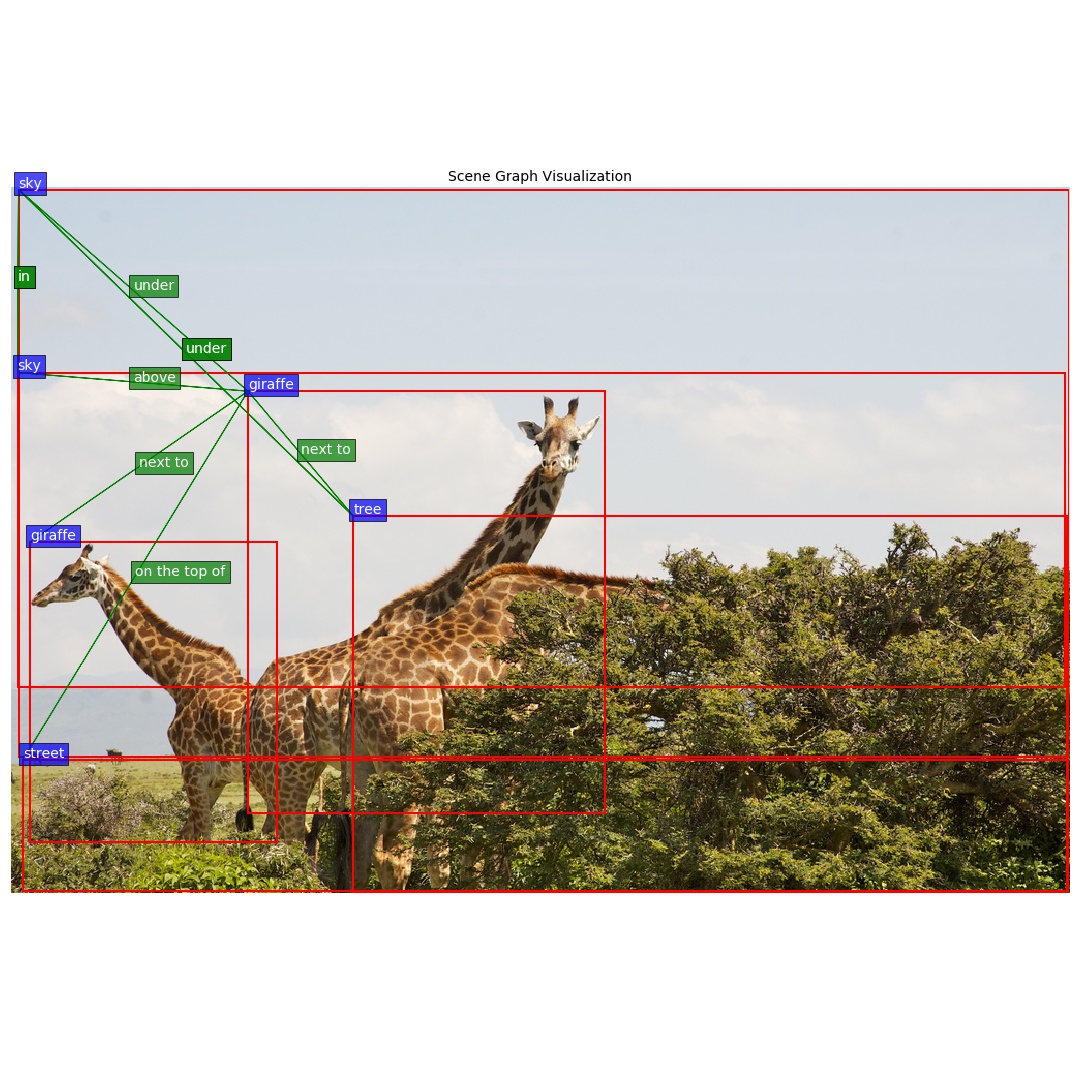 Scene Graph Visualization
sky
in
under
under
sky
above
giraffe
next to
next to
tree
giraffe
on the top of
street